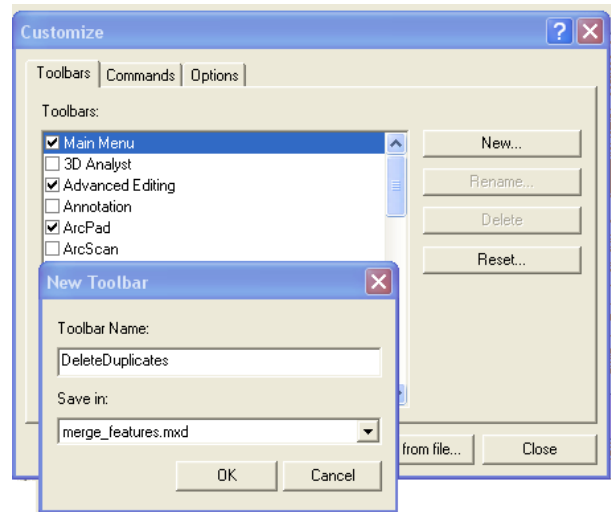 Customize
Toolbars Commands Options
Toolbars:
Main Menu
3D Analyst
Advanced Editing
Annotation
ArcPad
ArcScan
New...
Rename...
Delete
Reset...
New Toolbar
Toolbar Name:
DeleteDuplicates
Save in:
merge_features.mxd
OK Cancel
from file... Close